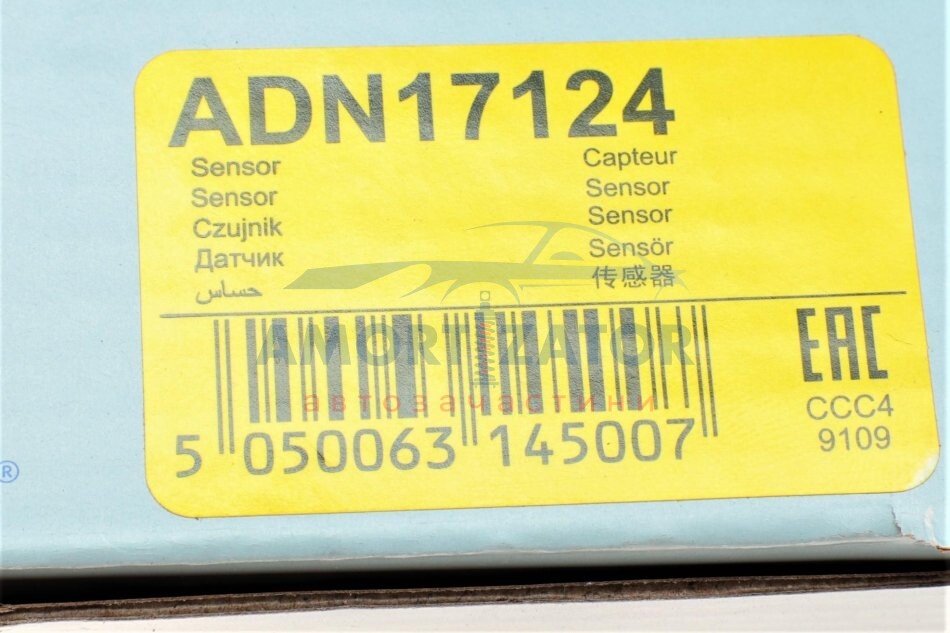 ADN17124
Sensor
Sensor
Czujnik
Датчик
حساس
Capteur
Sensor
Sensor
Sensör
传感器
AMORTIZATOR
автозапчастини
5 050063 145007
EAC
CCC4
9109
®